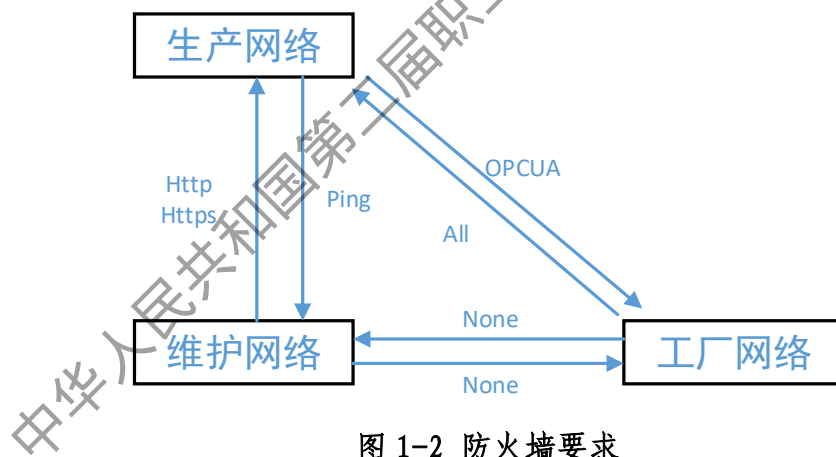 生产网络
Http
Https
Ping
OPCUA
All
None
维护网络
工厂网络
None
图 1-2 防火墙要求
中华人民共和国第二届职